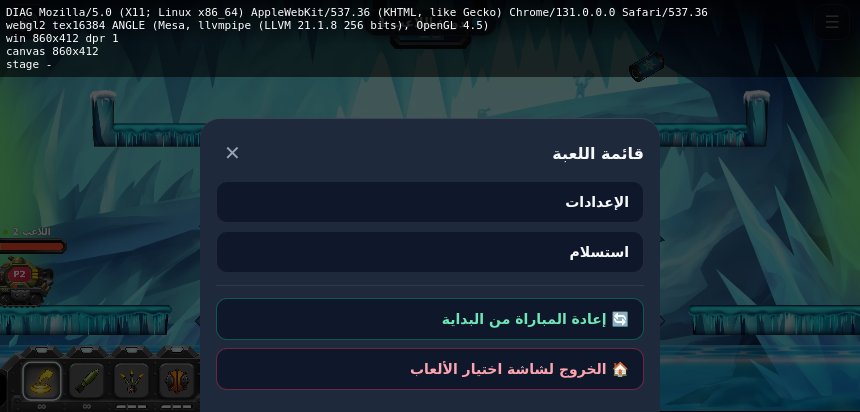 DIAG Mozilla/5.0 (X11; Linux x86_64) AppleWebKit/537.36 (KHTML, like Gecko) Chrome/131.0.0.0 Safari/537.36
webgl2 tex16384 ANGLE (Mesa, llvmpipe (LLVM 21.1.8 256 bits), OpenGL 4.5)
win 860x412 dpr 1
canvas 860x412
stage -
قائمة اللعبة
الإعدادات
استسلام
اللاعب 2
P2
🔄 إعادة المباراة من البداية
🏠 الخروج لشاشة اختيار الألعاب